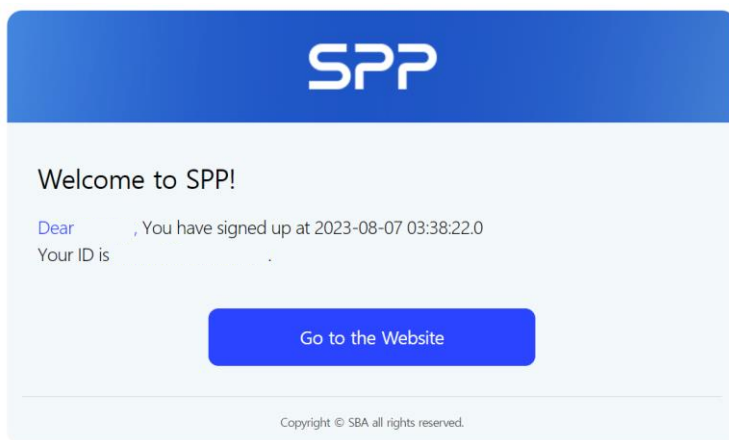 SPP
Welcome to SPP!
Dear , You have signed up at 2023-08-07 03:38:22.0
Your ID is .
Go to the Website
Copyright © SBA all rights reserved.